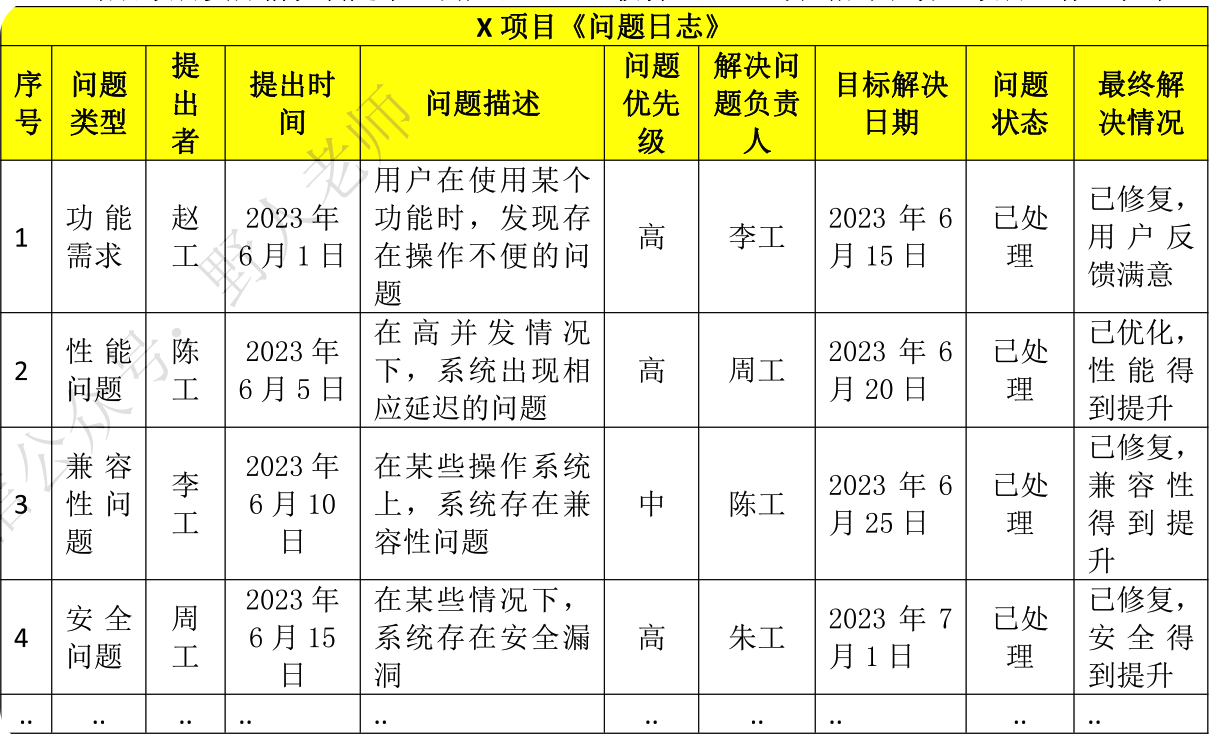 X 项目《问题日志》
序号 问题类型 提出者 提出时间 问题描述 问题优先级 解决问题负责人 目标解决日期 问题状态 最终解决情况
1 功能需求 赵工 2023 年 6 月 1 日 用户在使用某个功能时，发现存在操作不便的问题 高 李工 2023 年 6 月 15 日 已处理 已修复，用户反馈满意
2 性能问题 陈工 2023 年 6 月 5 日 在高并发情况下，系统出现相应延迟的问题 高 周工 2023 年 6 月 20 日 已处理 已优化，性能得到提升
3 兼容性问题 李工 2023 年 6 月 10 日 在某些操作系统上，系统存在兼容性问题 中 陈工 2023 年 6 月 25 日 已处理 已修复，兼容性得到提升
4 安全问题 周工 2023 年 6 月 15 日 在某些情况下，系统存在安全漏洞 高 朱工 2023 年 7 月 1 日 已处理 已修复，安全得到提升
.. .. .. .. .. .. .. .. .. ..
公众号：野人老师